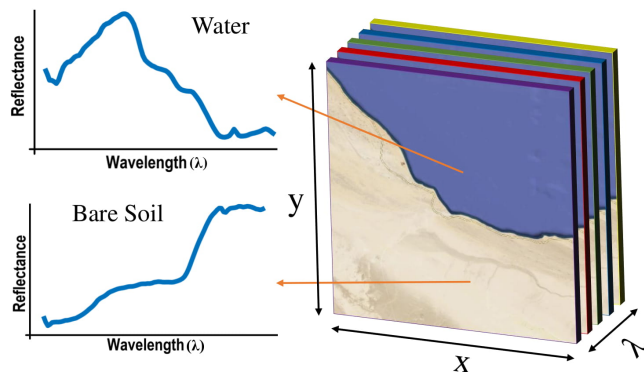 Water
Reflectance
Wavelength (λ)
Bare Soil
Reflectance
Wavelength (λ)
y
x
λ